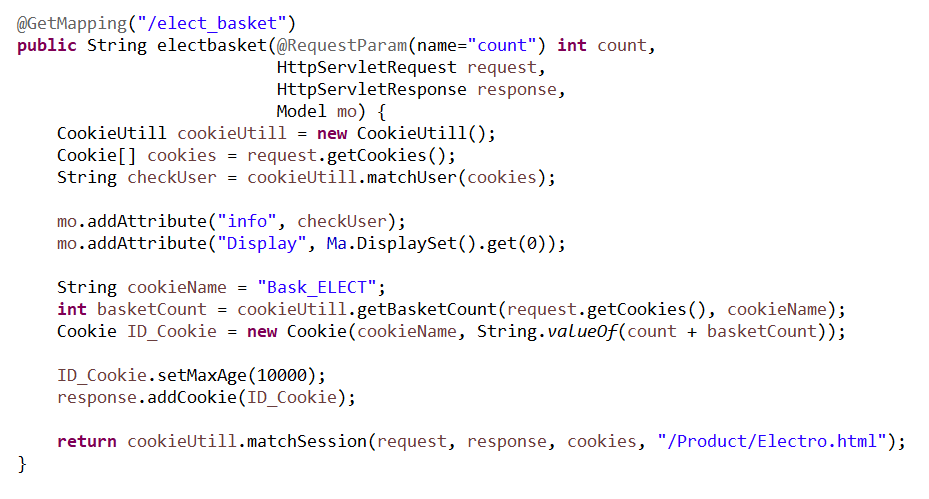 @GetMapping("/elect_basket")
public String electbasket(@RequestParam(name="count") int count,
HttpServletRequest request,
HttpServletResponse response,
Model mo) {
CookieUtill cookieUtill = new CookieUtill();
Cookie[] cookies = request.getCookies();
String checkUser = cookieUtill.matchUser(cookies);
mo.addAttribute("info", checkUser);
mo.addAttribute("Display", Ma.DisplaySet().get(0));
String cookieName = "Bask_ELECT";
int basketCount = cookieUtill.getBasketCount(request.getCookies(), cookieName);
Cookie ID_Cookie = new Cookie(cookieName, String.valueOf(count + basketCount));
ID_Cookie.setMaxAge(10000);
response.addCookie(ID_Cookie);
return cookieUtill.matchSession(request, response, cookies, "/Product/Electro.html");
}